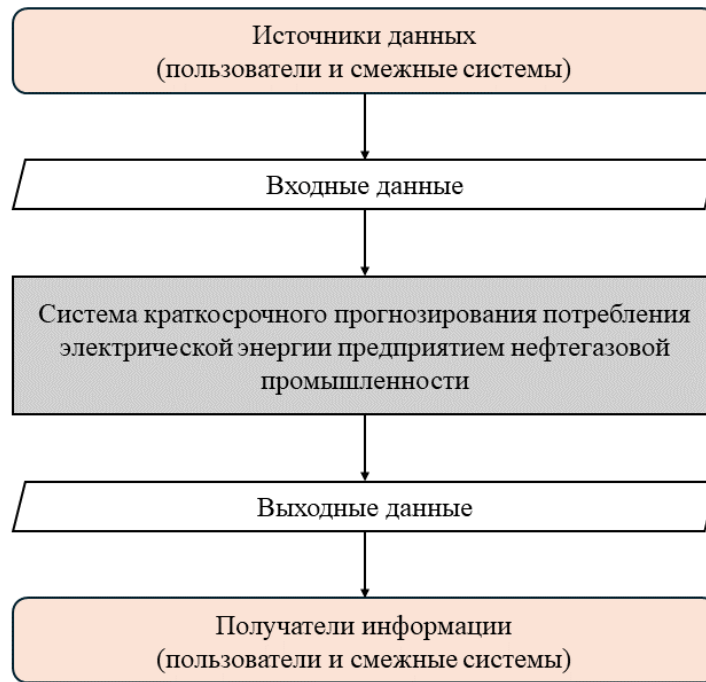 Источники данных
(пользователи и смежные системы)
Входные данные
Система краткосрочного прогнозирования потребления
электрической энергии предприятием нефтегазовой
промышленности
Выходные данные
Получатели информации
(пользователи и смежные системы)